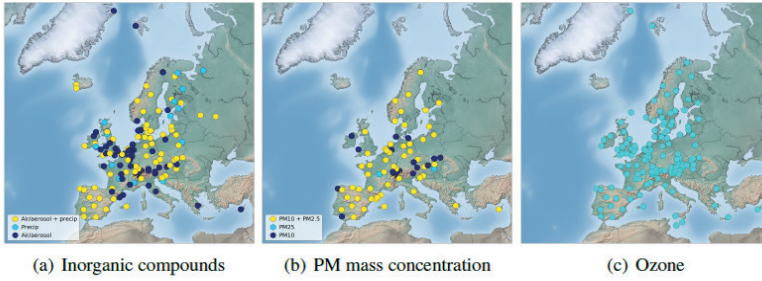 Air/aerosol + precip
Precip
Air/aerosol
PM10 + PM2.5
PM25
PM10
(a) Inorganic compounds
(b) PM mass concentration
(c) Ozone